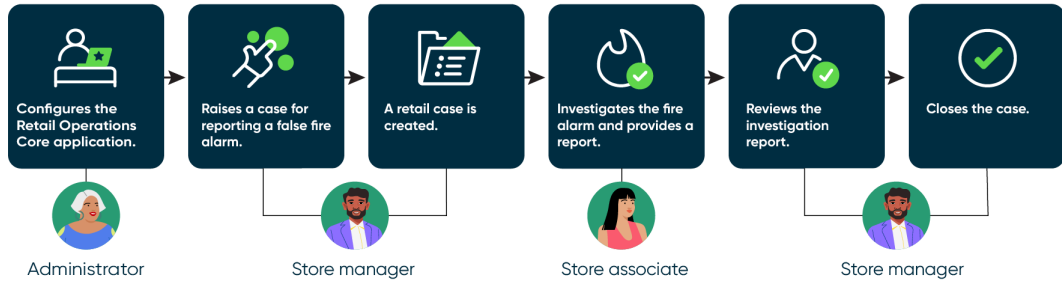 Configures the
Retail Operations
Core application.
Raises a case for
reporting a false fire
alarm.
A retail case is
created.
Investigates the fire
alarm and provides a
report.
Reviews the
investigation
report.
Closes the case.
Administrator
Store manager
Store associate
Store manager